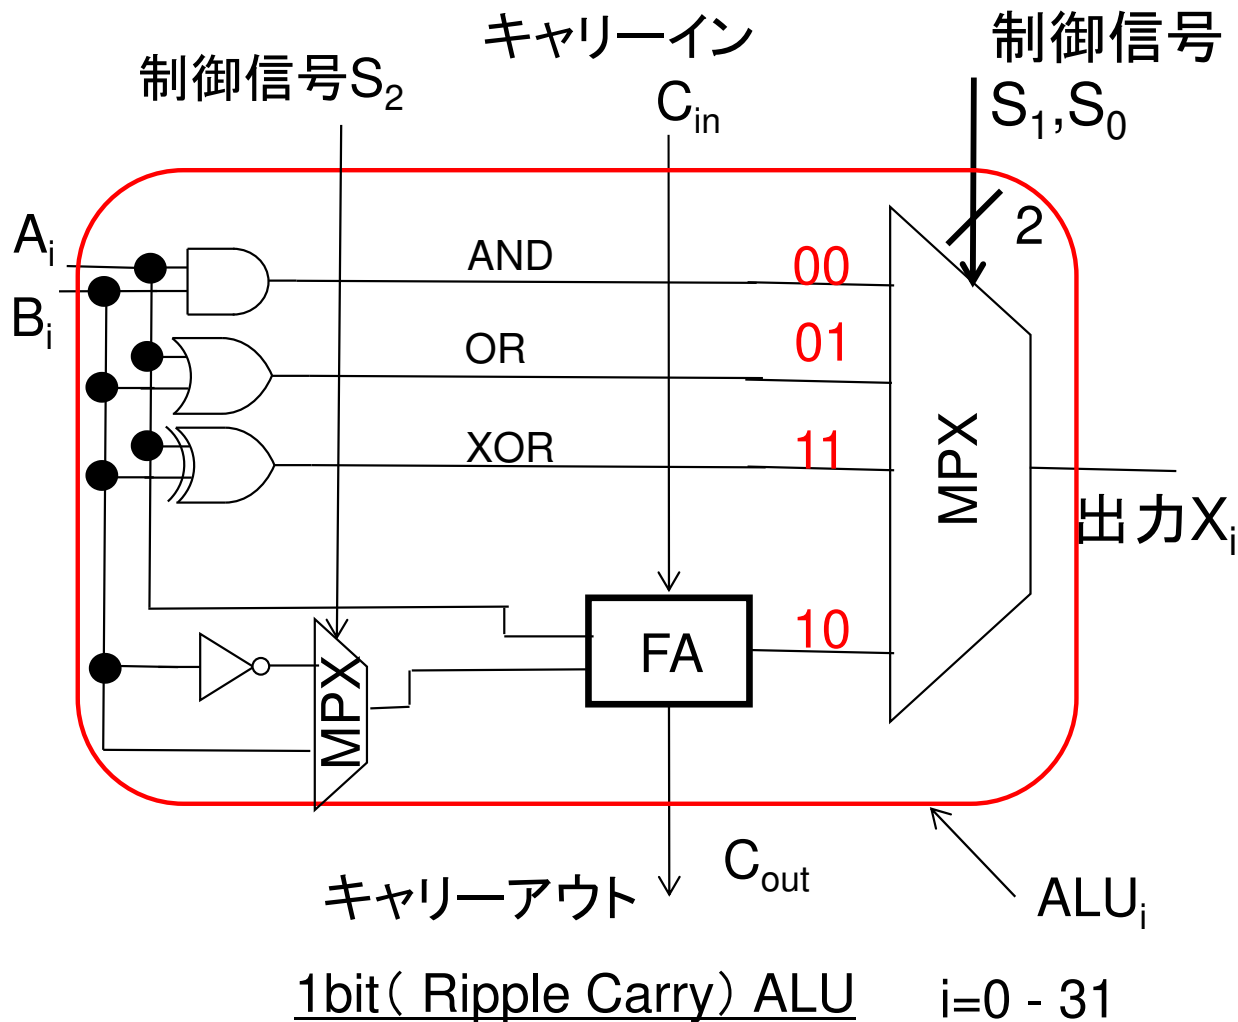 キャリーイン
制御信号
制御信号S2
Cin
S1,S0
2
Ai
Bi
AND
00
OR
01
XOR
11
MPX
出力Xi
10
FA
MPX
Cout
キャリーアウト
ALUi
1bit( Ripple Carry) ALU
i=0 - 31